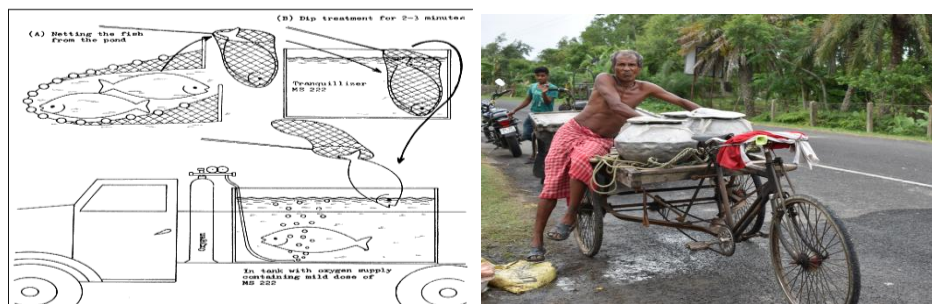 (B) Dip treatment for 2-3 minutes
(A) Netting the fish
from the pond
Tranquillizer
MS 222
Oxygen
In tank with oxygen supply
containing mild dose of
MS 222